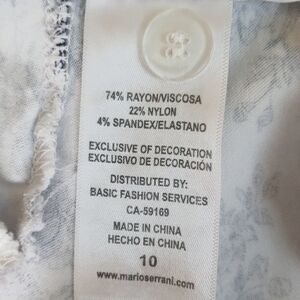 74% RAYON/VISCOSA
22% NYLON
4% SPANDEX/ELASTANO
EXCLUSIVE OF DECORATION
EXCLUSIVO DE DECORACIÓN
DISTRIBUTED BY:
BASIC FASHION SERVICES
CA-59169
MADE IN CHINA
HECHO EN CHINA
10
www.marioserrani.com